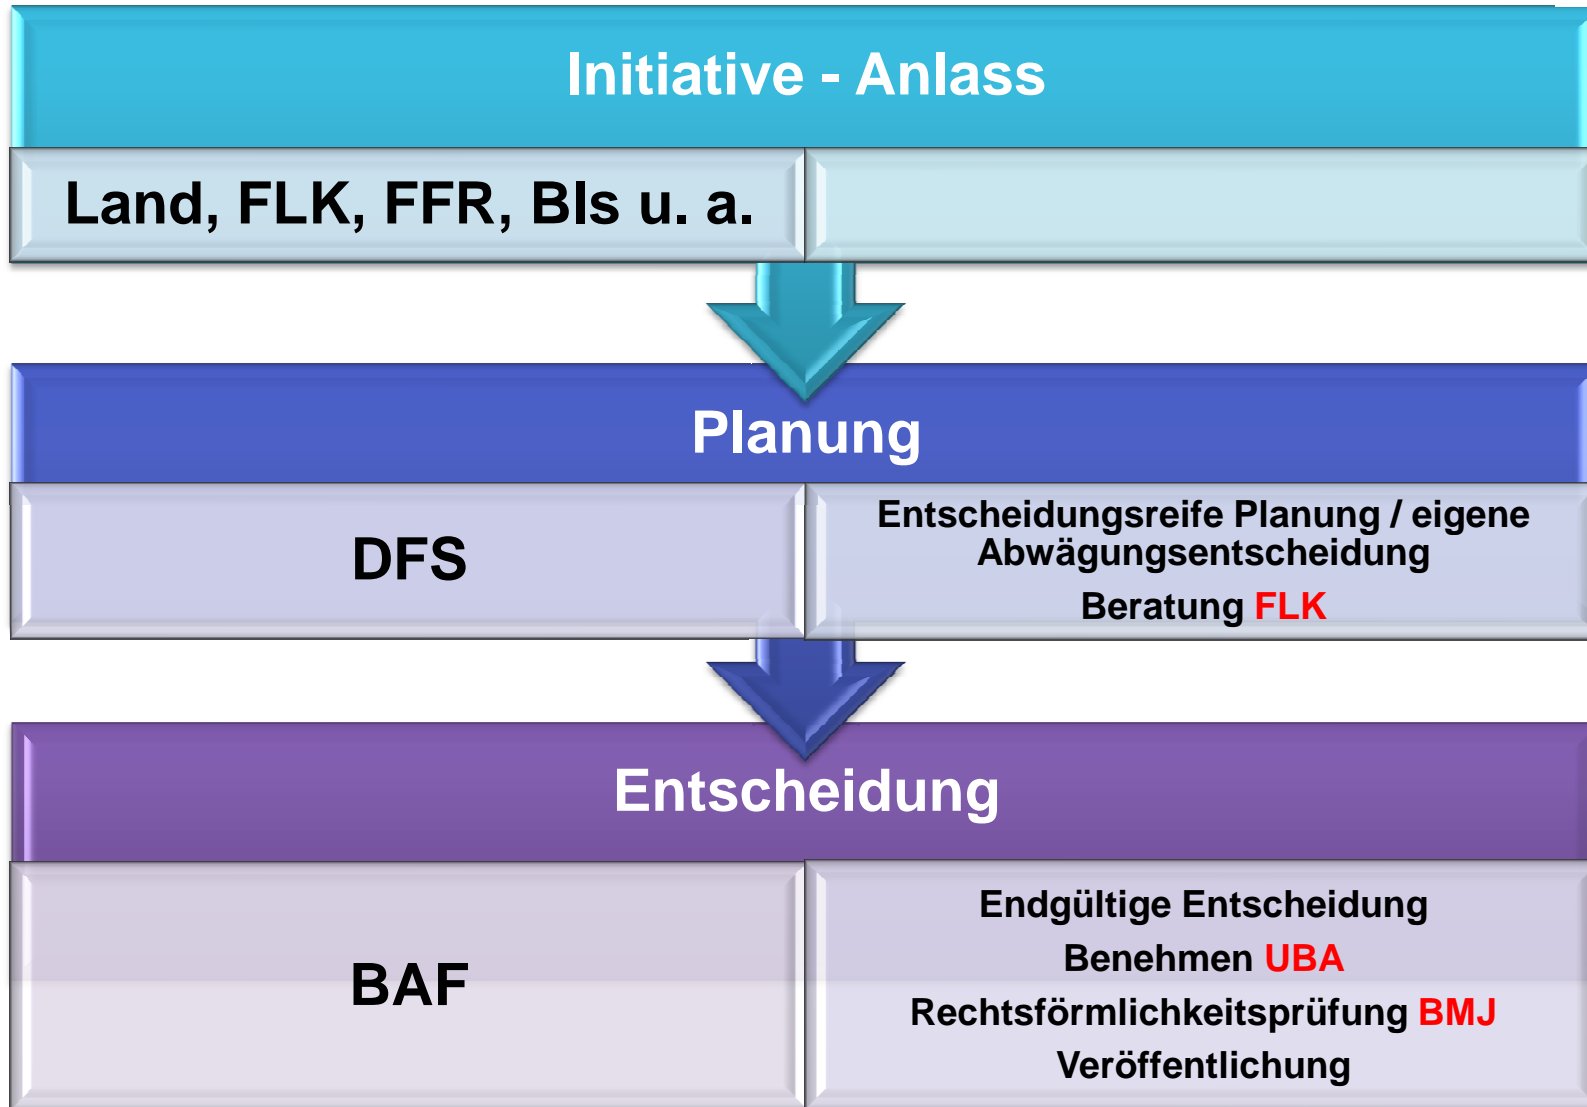 Initiative - Anlass
Land, FLK, FFR, BIs u. a.
Planung
DFS
Entscheidungsreife Planung / eigene
Abwägungsentscheidung
Beratung FLK
Entscheidung
BAF
Endgültige Entscheidung
Benehmen UBA
Rechtsförmlichkeitsprüfung BMJ
Veröffentlichung